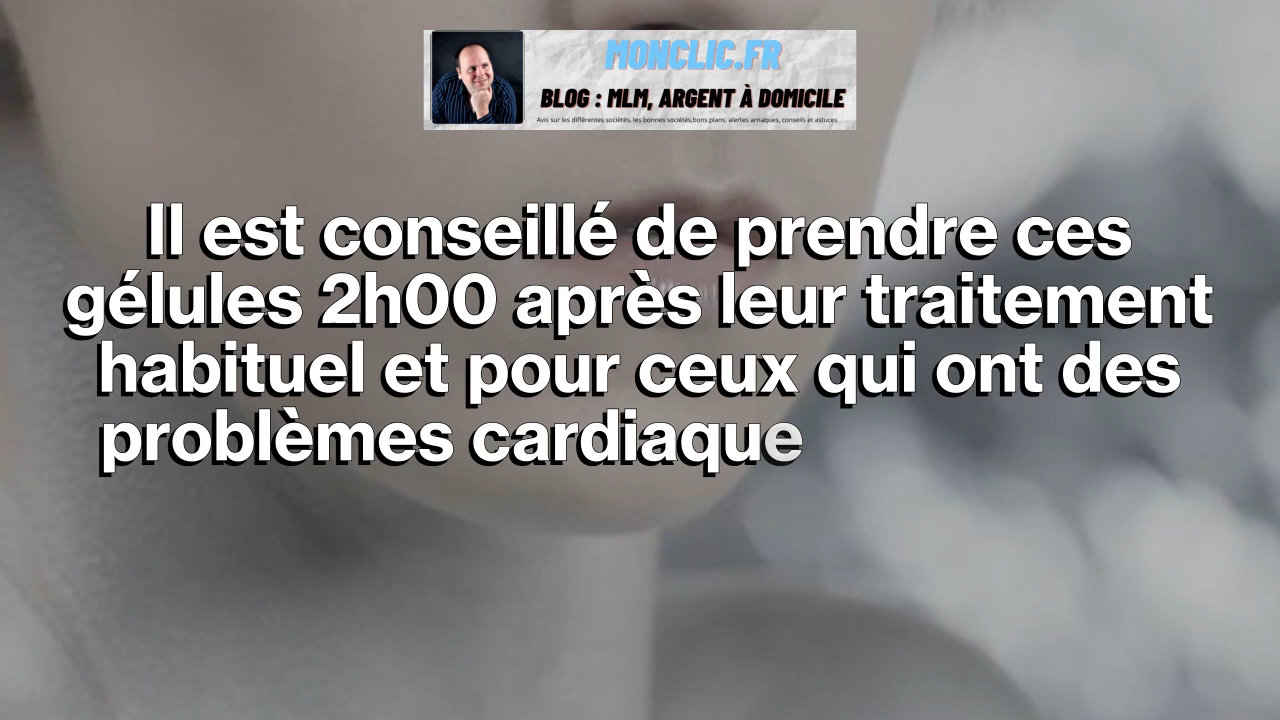 MONCLIC.FR
BLOG : MLM, ARGENT À DOMICILE
Avis sur les différentes sociétés, les bonnes sociétés,bons plans, alertes arnaques, conseils et astuces
Il est conseillé de prendre ces
gélules 2h00 après leur traitement
habituel et pour ceux qui ont des
problèmes cardiaque